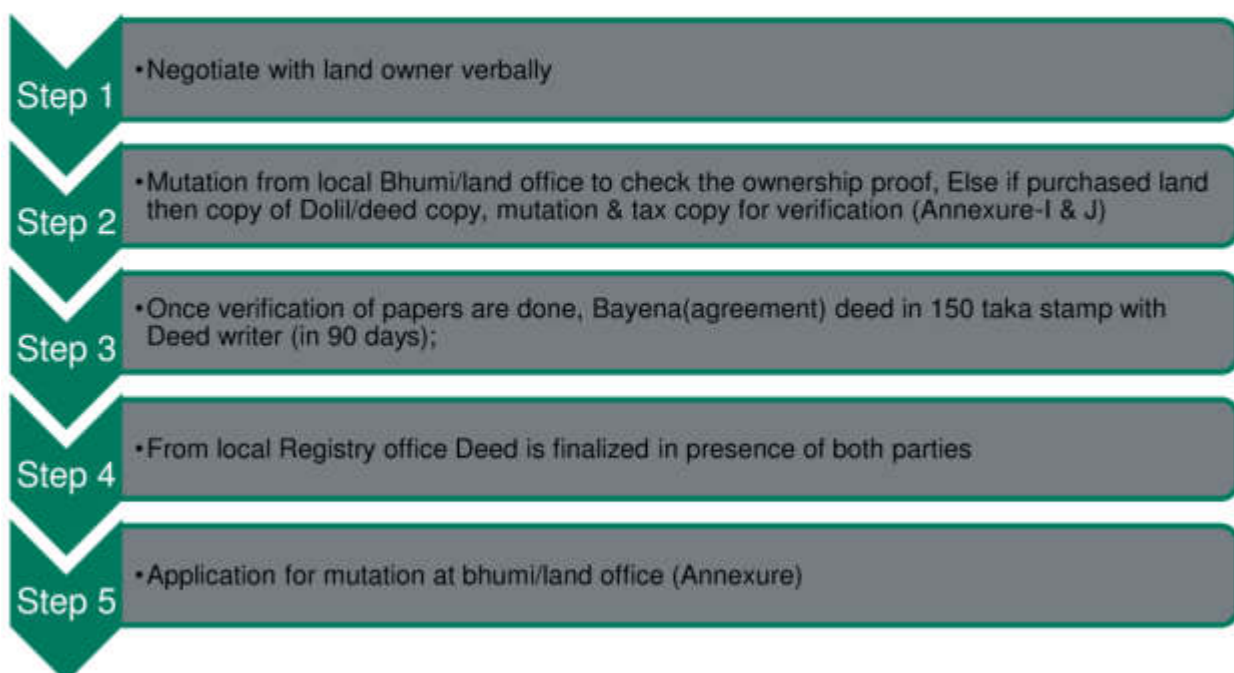 Step 1
•Negotiate with land owner verbally
Step 2
•Mutation from local Bhumi/land office to check the ownership proof, Else if purchased land
then copy of Dolil/deed copy, mutation & tax copy for verification (Annexure-I & J)
Step 3
•Once verification of papers are done, Bayena(agreement) deed in 150 taka stamp with
Deed writer (in 90 days);
Step 4
•From local Registry office Deed is finalized in presence of both parties
Step 5
•Application for mutation at bhumi/land office (Annexure)